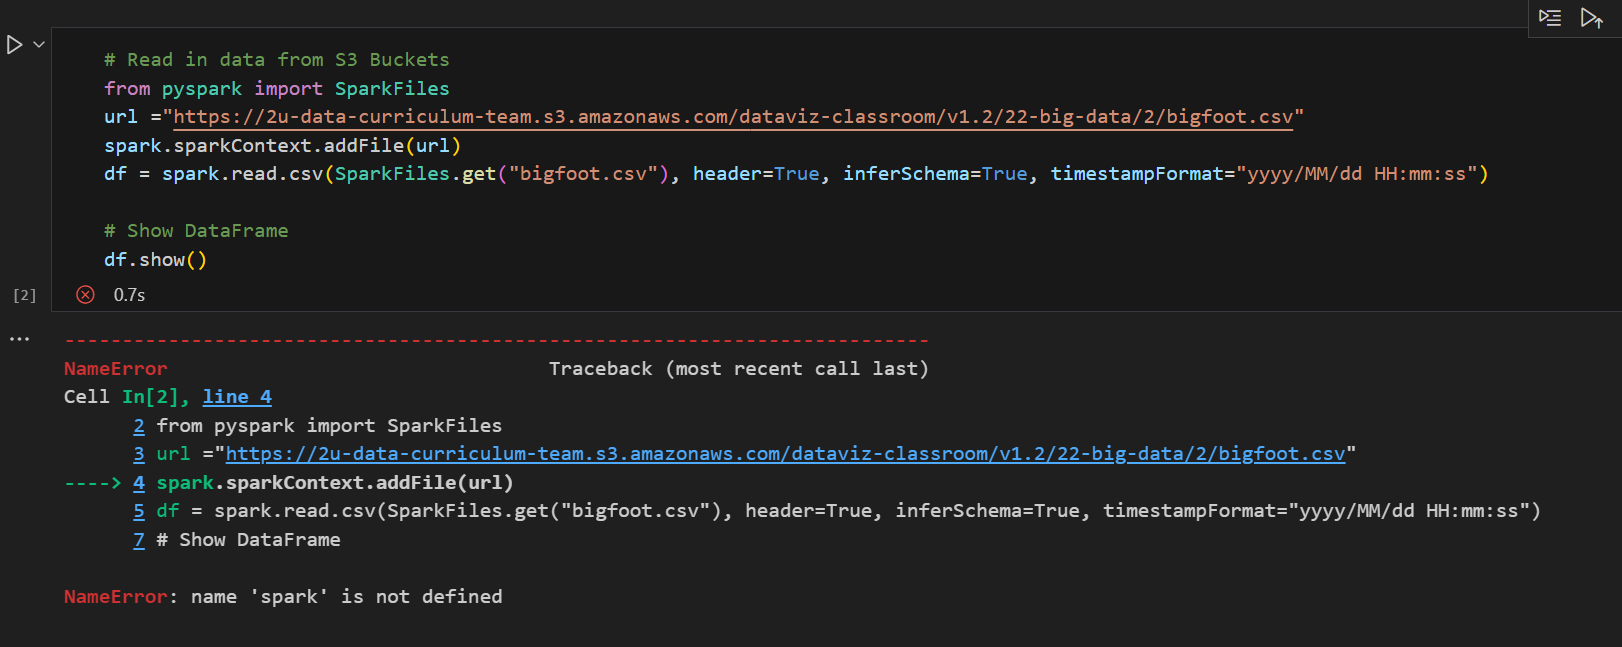 # Read in data from S3 Buckets
from pyspark import SparkFiles
url ="https://2u-data-curriculum-team.s3.amazonaws.com/dataviz-classroom/v1.2/22-big-data/2/bigfoot.csv"
spark.sparkContext.addFile(url)
df = spark.read.csv(SparkFiles.get("bigfoot.csv"), header=True, inferSchema=True, timestampFormat="yyyy/MM/dd HH:mm:ss")
# Show DataFrame
df.show()
[2] 0.7s
---------------------------------------------------------------------------
NameError Traceback (most recent call last)
Cell In[2], line 4
2 from pyspark import SparkFiles
3 url ="https://2u-data-curriculum-team.s3.amazonaws.com/dataviz-classroom/v1.2/22-big-data/2/bigfoot.csv"
----> 4 spark.sparkContext.addFile(url)
5 df = spark.read.csv(SparkFiles.get("bigfoot.csv"), header=True, inferSchema=True, timestampFormat="yyyy/MM/dd HH:mm:ss")
7 # Show DataFrame
NameError: name 'spark' is not defined